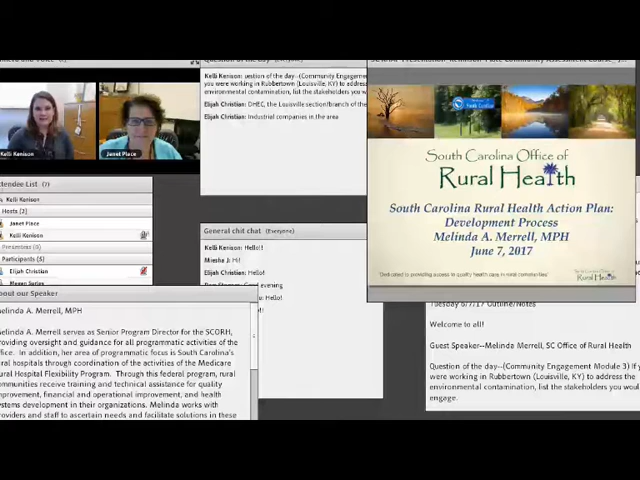 Kelli Kenison
Janet Place
ttendee List (7)
Kelli Kenison
Hosts (2)
Janet Place
Kelli Kenison
Presenters (0)
Participants (5)
Elijah Christian
bout our Speaker
Melinda A. Merrell, MPH
Melinda A. Merrell serves as Senior Program Director for the SCORH,
roviding oversight and guidance for all programmatic activities of the
ffice. In addition, her area of programmatic focus is South Carolina's
ural hospitals through coordination of the activities of the Medicare
ural Hospital Flexibility Program. Through this federal program, rural
ommunities receive training and technical assistance for quality
mprovement, financial and operational improvement, and health
ystems development in their organizations. Melinda works with
roviders and staff to ascertain needs and facilitate solutions in these
Kelli Kenison: uestion of the day--(Community Engagement
you were working in Rubbertown (Louisville, KY) to address
environmental contamination, list the stakeholders you w
Elijah Christian: DHEC, the Louisville section/branch of the
Elijah Christian: Industrial companies in the area
General chit chat (Everyone)
Kelli Kenison: Hello!!
Miesha J: Hi!
Elijah Christian: Hello!
evening
Hello!
South Carolina Office of
Rural Health
South Carolina Rural Health Action Plan:
Development Process
Melinda A. Merrell, MPH
June 7, 2017
"Dedicated to providing access to quality health care in rural communities"
Rural Health
Tuesday 6/7/17 Outline/Notes
Welcome to all!
Guest Speaker--Melinda Merrell, SC Office of Rural Health
Question of the day--(Community Engagement Module 3) If y
were working in Rubbertown (Louisville, KY) to address the
environmental contamination, list the stakeholders you wo
engage.